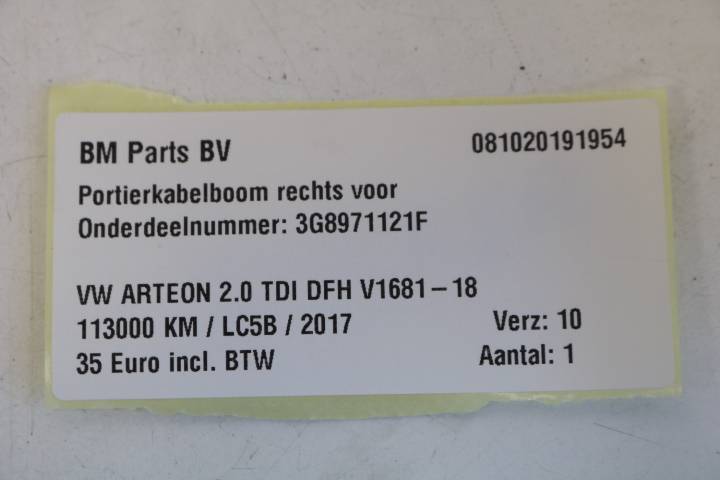 BM Parts BV 081020191954
Portierkabelboom rechts voor
Onderdeelnummer: 3G8971121F
VW ARTEON 2.0 TDI DFH V1681-18
113000 KM / LC5B / 2017 Verz: 10
35 Euro incl. BTW Aantal: 1